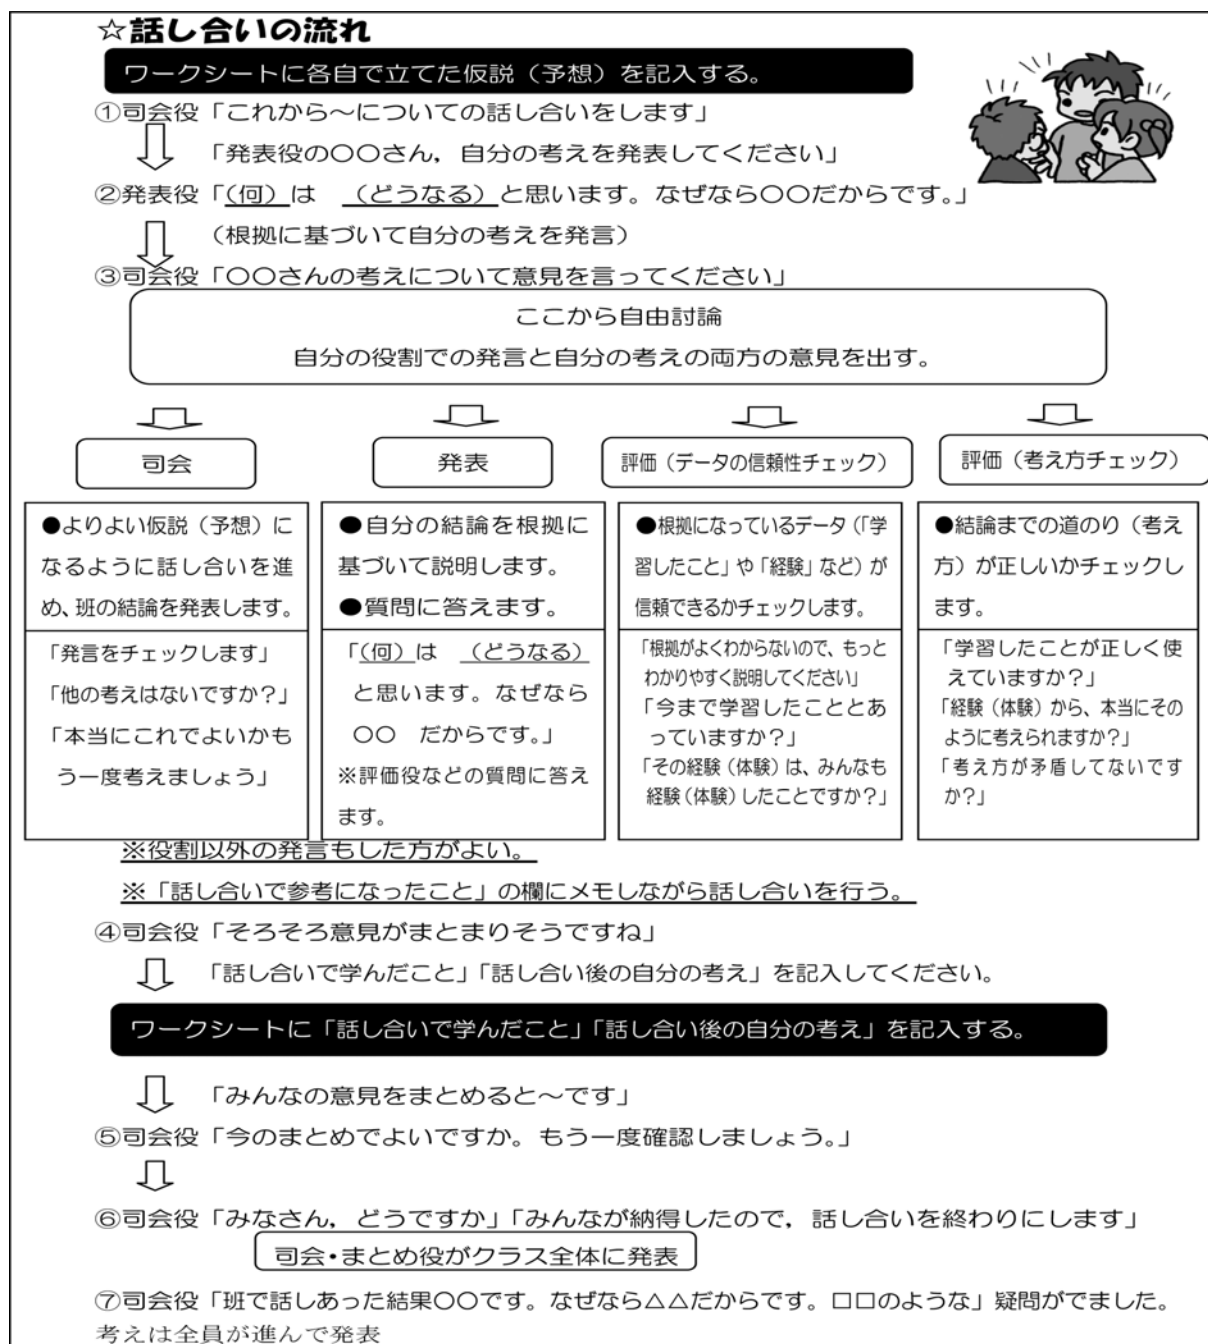 ☆話し合いの流れ
ワークシートに各自で立てた仮説（予想）を記入する。
①司会役「これから～についての話し合いをします」
「発表役の〇〇さん，自分の考えを発表してください」
②発表役「（何）は　（どうなる）と思います。なぜなら〇〇だからです。」
（根拠に基づいて自分の考えを発言）
③司会役「〇〇さんの考えについて意見を言ってください」
ここから自由討論
自分の役割での発言と自分の考えの両方の意見を出す。
司会
●よりよい仮説（予想）に
なるように話し合いを進
め、班の結論を発表します。
「発言をチェックします」
「他の考えはないですか？」
「本当にこれでよいかも
う一度考えましょう」
発表
●自分の結論を根拠に
基づいて説明します。
●質問に答えます。
「（何）は　（どうなる）
と思います。なぜなら
〇〇　だからです。」
※評価役などの質問に答え
ます。
評価（データの信頼性チェック）
●根拠になっているデータ（「学
習したこと」や「経験」など）が
信頼できるかチェックします。
「根拠がよくわからないので、もっと
わかりやすく説明してください」
「今まで学習したこととあ
っていますか？」
「その経験（体験）は、みんなも
経験（体験）したことですか？」
評価（考え方チェック）
●結論までの道のり（考え
方）が正しいかチェックし
ます。
「学習したことが正しく使
えていますか？」
「経験（体験）から、本当にその
ように考えられますか？」
「考え方が矛盾してないです
か？」
※役割以外の発言もした方がよい。
※「話し合いで参考になったこと」の欄にメモしながら話し合いを行う。
④司会役「そろそろ意見がまとまりそうですね」
「話し合いで学んだこと」「話し合い後の自分の考え」を記入してください。
ワークシートに「話し合いで学んだこと」「話し合い後の自分の考え」を記入する。
「みんなの意見をまとめると～です」
⑤司会役「今のまとめでよいですか。もう一度確認しましょう。」
⑥司会役「みなさん，どうですか」「みんなが納得したので，話し合いを終わりにします」
司会・まとめ役がクラス全体に発表
⑦司会役「班で話しあった結果〇〇です。なぜなら△△だからです。□□のような」疑問がでました。
考えは全員が進んで発表